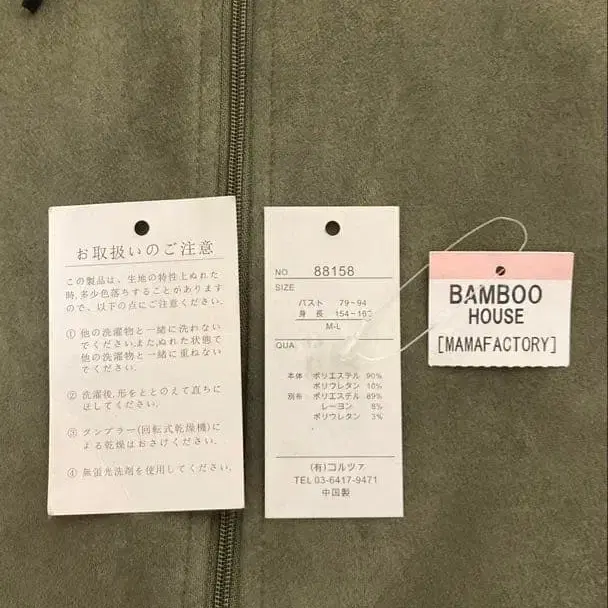 お取扱いのご注意
この製品は、生地の特性上ぬれた
時、多少色落ちすることがあります
ので、以下の点にご注意ください。
① 他の洗濯物と一緒に洗わない
でください。また、ぬれた状態で
他の洗濯物と一緒に重ねない
でください。
② 洗濯後、形をととのえて直ちに
ほしてください。
③ タンブラー(回転式乾燥機)に
よる乾燥はおさけください。
④ 無蛍光洗剤を使用してください。
NO. 88158
SIZE
バスト 79~94
身長 154~162
M-L
QUA
本体: ポリエステル 90%
ポリウレタン 10%
別布: ポリエステル 89%
レーヨン 8%
ポリウレタン 3%
(有)コルツァ
TEL 03-6417-9471
中国製
BAMBOO
HOUSE
[MAMAFACTORY]